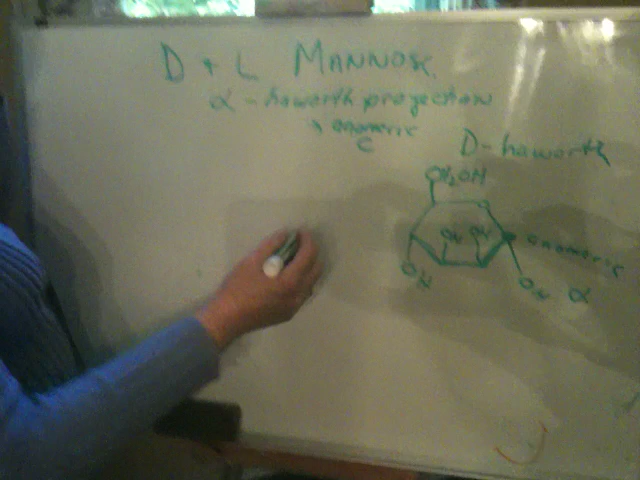 D + L MANNOSE
α - haworth projection
→ anomeric
C
D-haworth
CH₂OH
OH OH
anomeric
OH
OH α